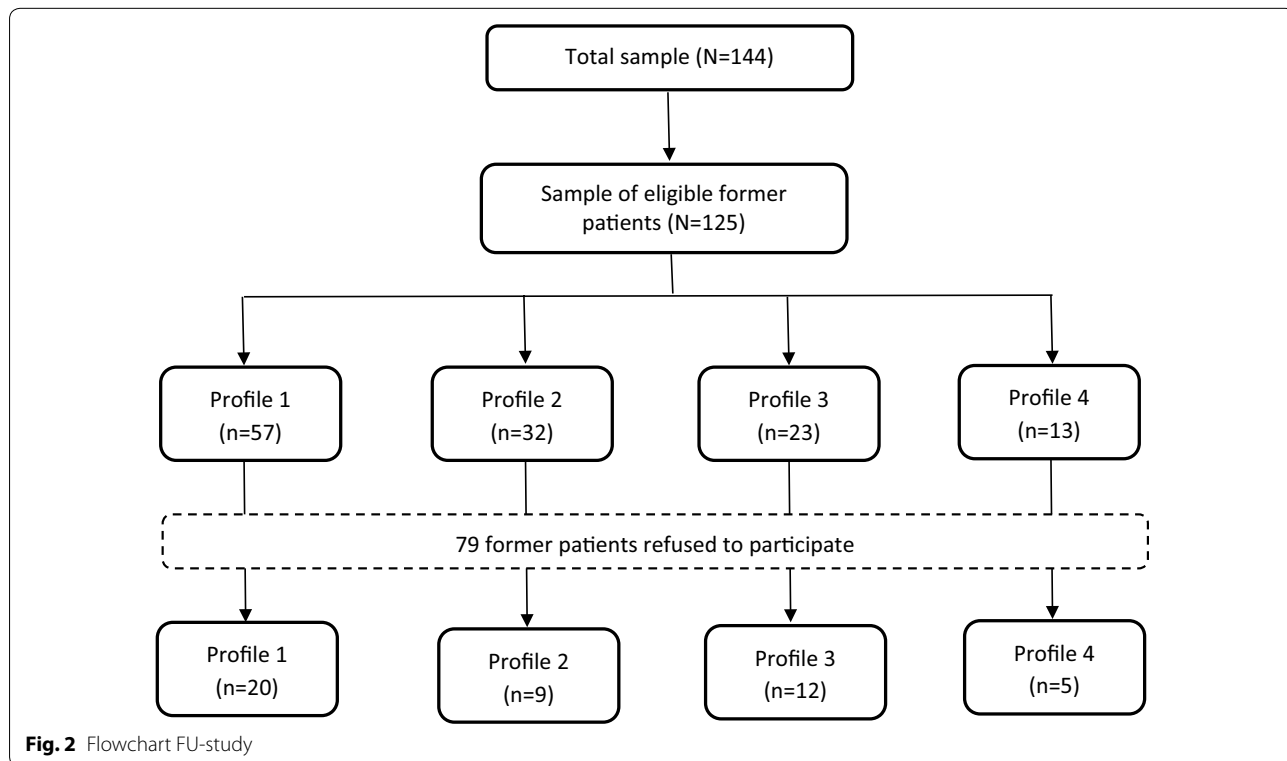 Total sample (N=144)
Sample of eligible former
patients (N=125)
Profile 1
(n=57)
Profile 2
(n=32)
Profile 3
(n=23)
Profile 4
(n=13)
79 former patients refused to participate
Profile 1
(n=20)
Profile 2
(n=9)
Profile 3
(n=12)
Profile 4
(n=5)
Fig. 2 Flowchart FU-study